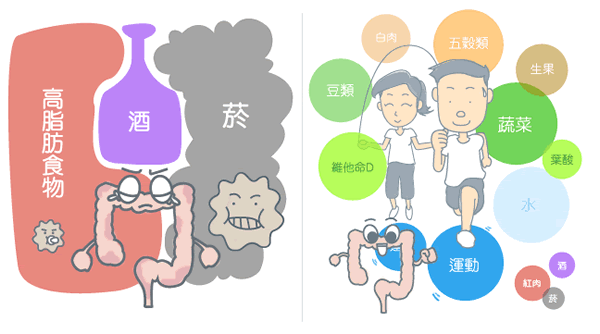 高脂肪食物
酒
菸
白肉
五穀類
生果
豆類
蔬菜
維他命D
葉酸
水
運動
酒
紅肉
菸